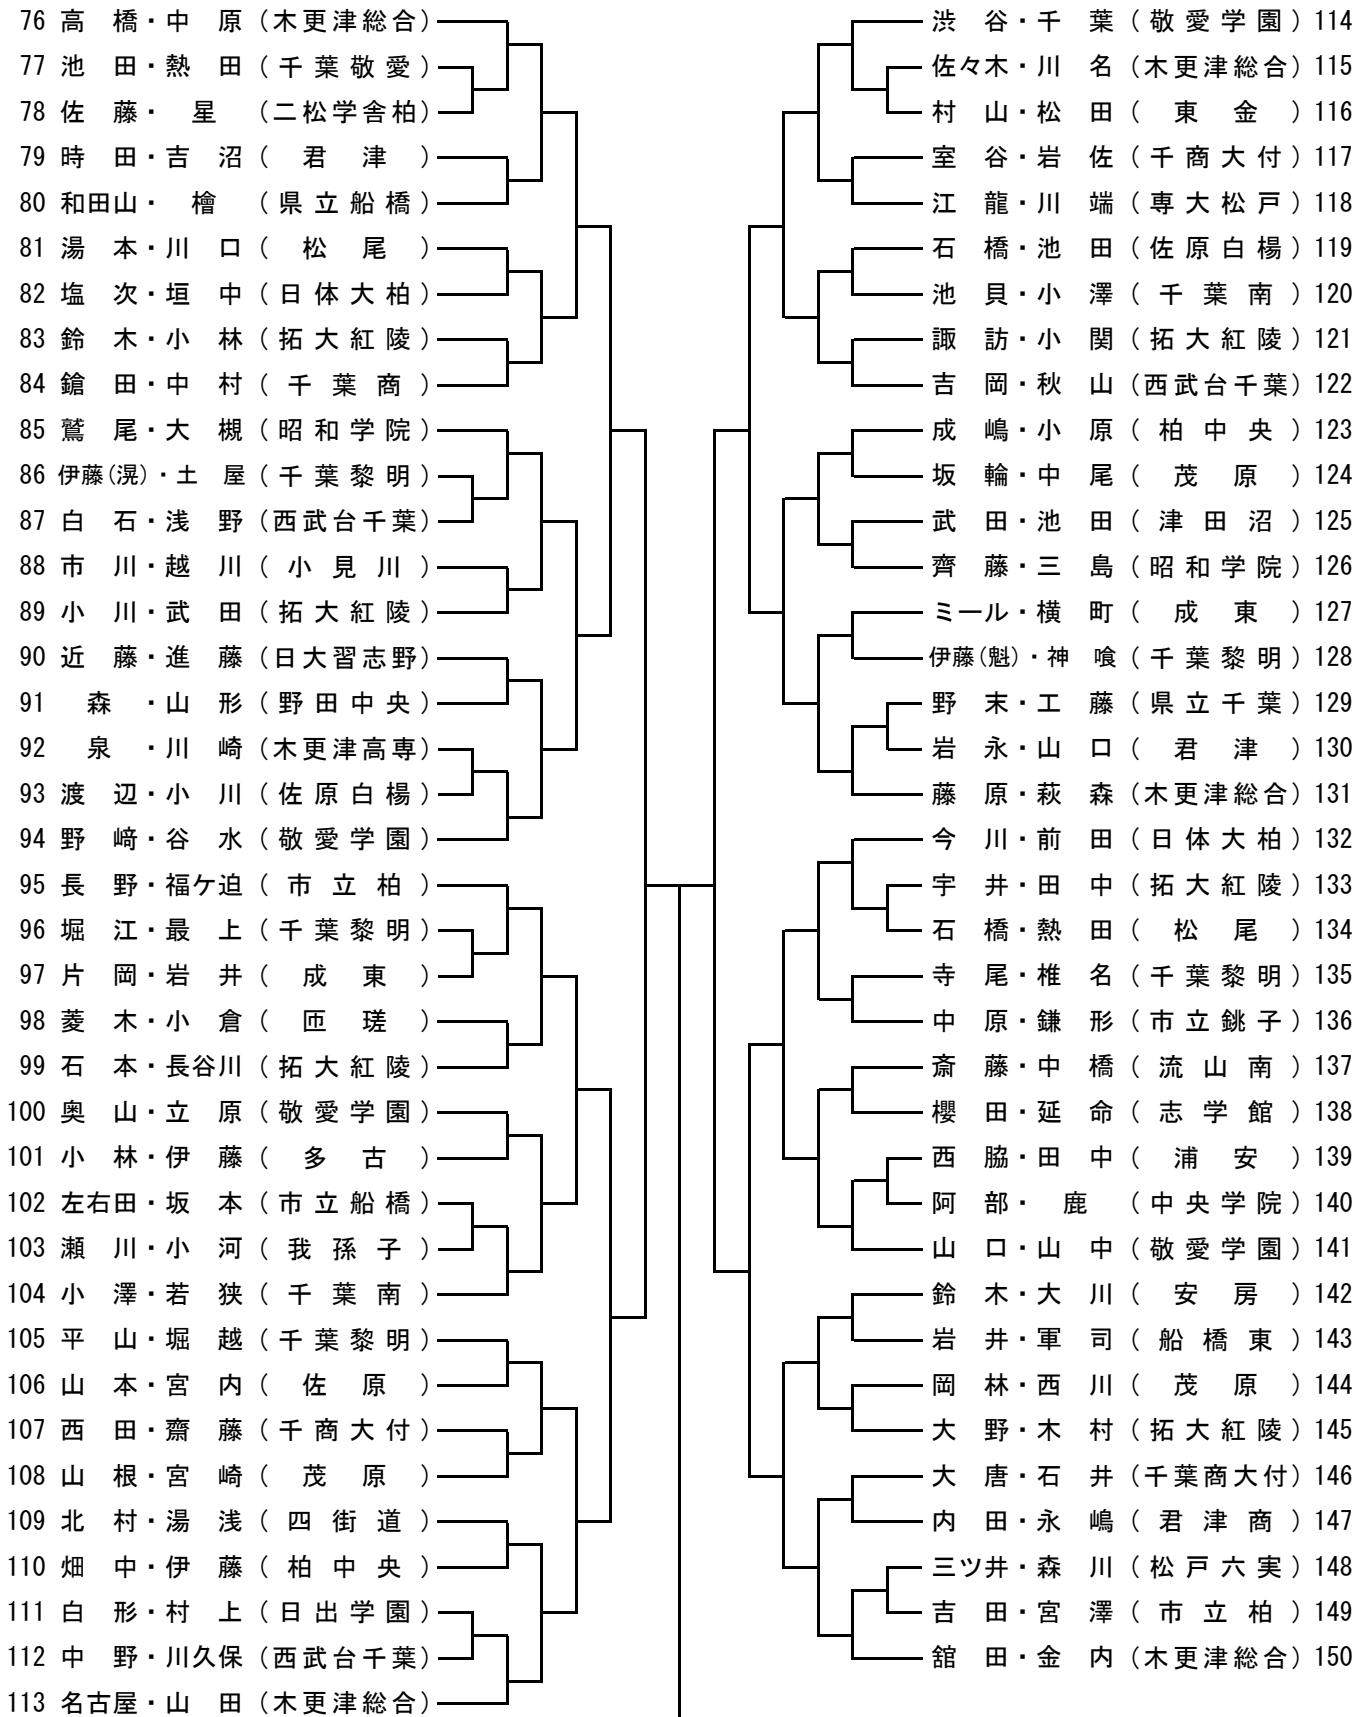 76 高 橋・中 原 (木更津総合)
77 池 田・熱 田 (千葉敬愛)
78 佐 藤・ 星 (二松学舎柏)
79 時 田・吉 沼 (君 津)
80 和田山・ 檜 (県立船橋)
81 湯 本・川 口 (松 尾)
82 塩 次・垣 中 (日体大柏)
83 鈴 木・小 林 (拓大紅陵)
84 鎗 田・中 村 (千葉商)
85 鷲 尾・大 槻 (昭和学院)
86 伊藤(滉)・土 屋 (千葉黎明)
87 白 石・浅 野 (西武台千葉)
88 市 川・越 川 (小見川)
89 小 川・武 田 (拓大紅陵)
90 近 藤・進 藤 (日大習志野)
91 森 ・山 形 (野田中央)
92 泉 ・川 崎 (木更津高専)
93 渡 辺・小 川 (佐原白楊)
94 野 﨑・谷 水 (敬愛学園)
95 長 野・福ケ迫 (市立柏)
96 堀 江・最 上 (千葉黎明)
97 片 岡・岩 井 (成 東)
98 菱 木・小 倉 (匝 瑳)
99 石 本・長谷川 (拓大紅陵)
100 奥 山・立 原 (敬愛学園)
101 小 林・伊 藤 (多 古)
102 左右田・坂 本 (市立船橋)
103 瀬 川・小 河 (我孫子)
104 小 澤・若 狭 (千葉南)
105 平 山・堀 越 (千葉黎明)
106 山 本・宮 内 (佐 原)
107 西 田・齋 藤 (千商大付)
108 山 根・宮 崎 (茂 原)
109 北 村・湯 浅 (四街道)
110 畑 中・伊 藤 (柏中央)
111 白 形・村 上 (日出学園)
112 中 野・川久保 (西武台千葉)
113 名古屋・山 田 (木更津総合)
渋 谷・千 葉 (敬愛学園) 114
佐々木・川 名 (木更津総合) 115
村 山・松 田 (東 金) 116
室 谷・岩 佐 (千商大付) 117
江 龍・川 端 (専大松戸) 118
石 橋・池 田 (佐原白楊) 119
池 貝・小 澤 (千葉南) 120
諏 訪・小 関 (拓大紅陵) 121
吉 岡・秋 山 (西武台千葉) 122
成 嶋・小 原 (柏中央) 123
坂 輪・中 尾 (茂 原) 124
武 田・池 田 (津田沼) 125
齊 藤・三 島 (昭和学院) 126
ミール・横 町 (成 東) 127
伊藤(魁)・神 喰 (千葉黎明) 128
野 末・工 藤 (県立千葉) 129
岩 永・山 口 (君 津) 130
藤 原・萩 森 (木更津総合) 131
今 川・前 田 (日体大柏) 132
宇 井・田 中 (拓大紅陵) 133
石 橋・熱 田 (松 尾) 134
寺 尾・椎 名 (千葉黎明) 135
中 原・鎌 形 (市立銚子) 136
斎 藤・中 橋 (流山南) 137
櫻 田・延 命 (志学館) 138
西 脇・田 中 (浦 安) 139
阿 部・ 鹿 (中央学院) 140
山 口・山 中 (敬愛学園) 141
鈴 木・大 川 (安 房) 142
岩 井・軍 司 (船橋東) 143
岡 林・西 川 (茂 原) 144
大 野・木 村 (拓大紅陵) 145
大 唐・石 井 (千葉商大付) 146
内 田・永 嶋 (君津商) 147
三ツ井・森 川 (松戸六実) 148
吉 田・宮 澤 (市立柏) 149
舘 田・金 内 (木更津総合) 150